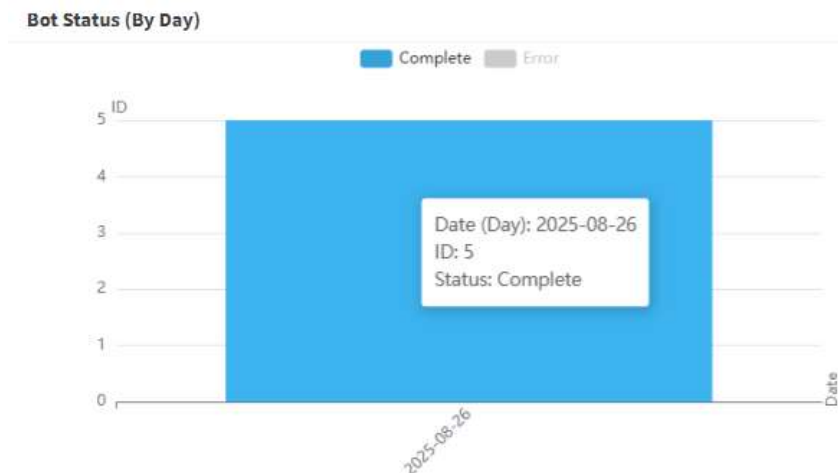 Bot Status (By Day)
Complete Error
ID
5
4
3
2
1
0
Date (Day): 2025-08-26
ID: 5
Status: Complete
Date
2025-08-26